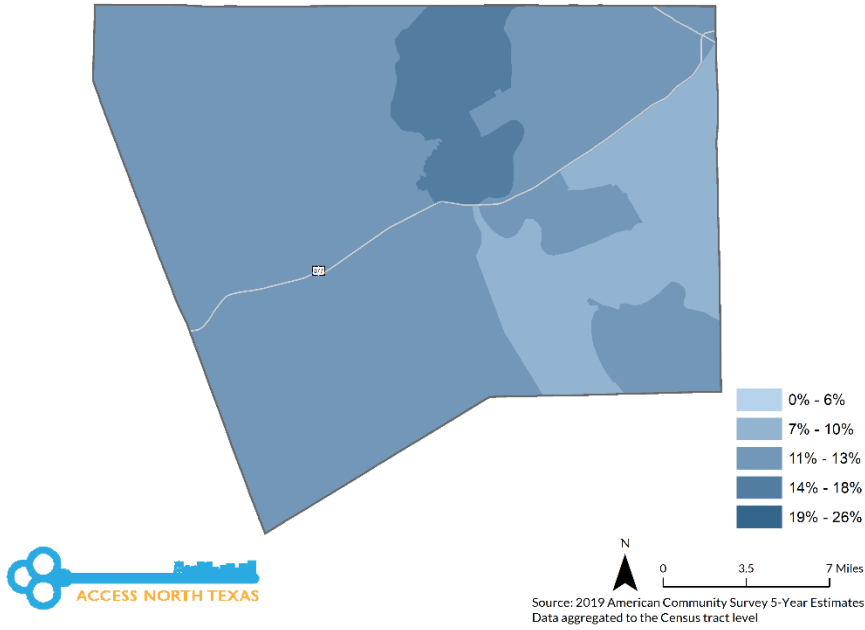 377
0% - 6%
7% - 10%
11% - 13%
14% - 18%
19% - 26%
N
0 3.5 7 Miles
ACCESS NORTH TEXAS
Source: 2019 American Community Survey 5-Year Estimates
Data aggregated to the Census tract level